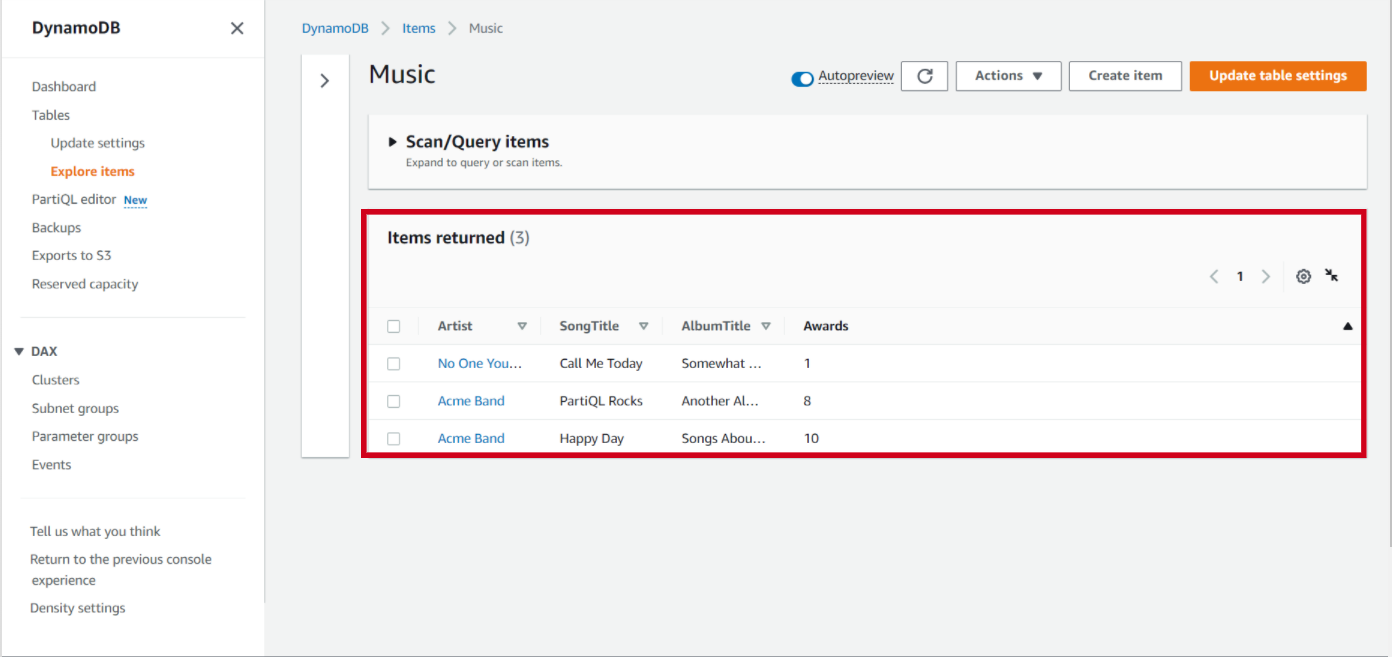 DynamoDB
Dashboard
Tables
Update settings
Explore items
PartiQL editor New
Backups
Exports to S3
Reserved capacity
DAX
Clusters
Subnet groups
Parameter groups
Events
Tell us what you think
Return to the previous console
experience
Density settings
DynamoDB Items Music
Music
Autopreview Actions Create item Update table settings
Scan/Query items
Expand to query or scan items.
Items returned (3)
1
Artist SongTitle AlbumTitle Awards
No One You... Call Me Today Somewhat ... 1
Acme Band PartiQL Rocks Another Al... 8
Acme Band Happy Day Songs Abou... 10